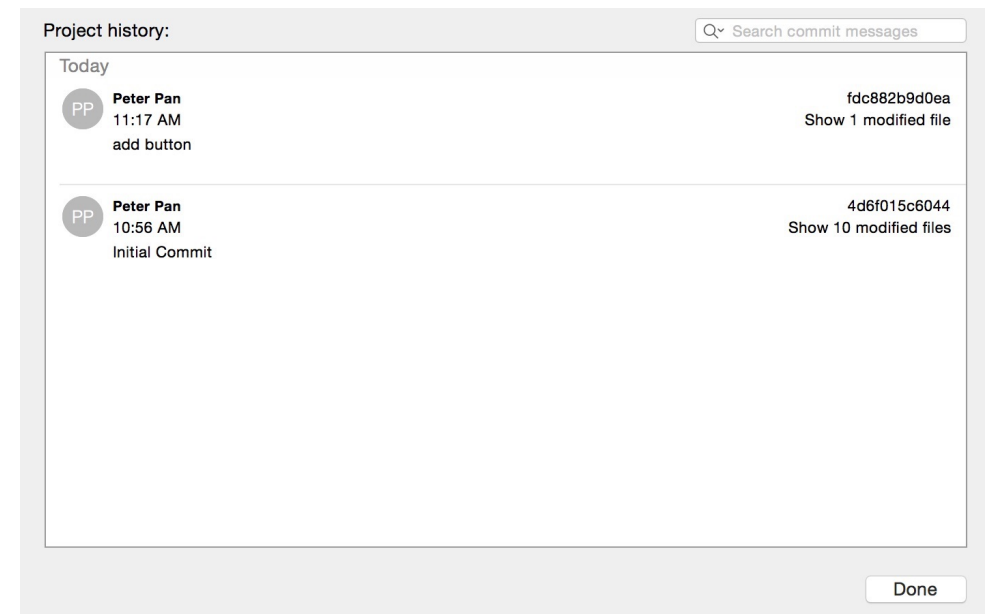 Project history:
Search commit messages
Today
PP
Peter Pan
fdc882b9d0ea
11:17 AM
Show 1 modified file
add button
PP
Peter Pan
4d6f015c6044
10:56 AM
Show 10 modified files
Initial Commit
Done